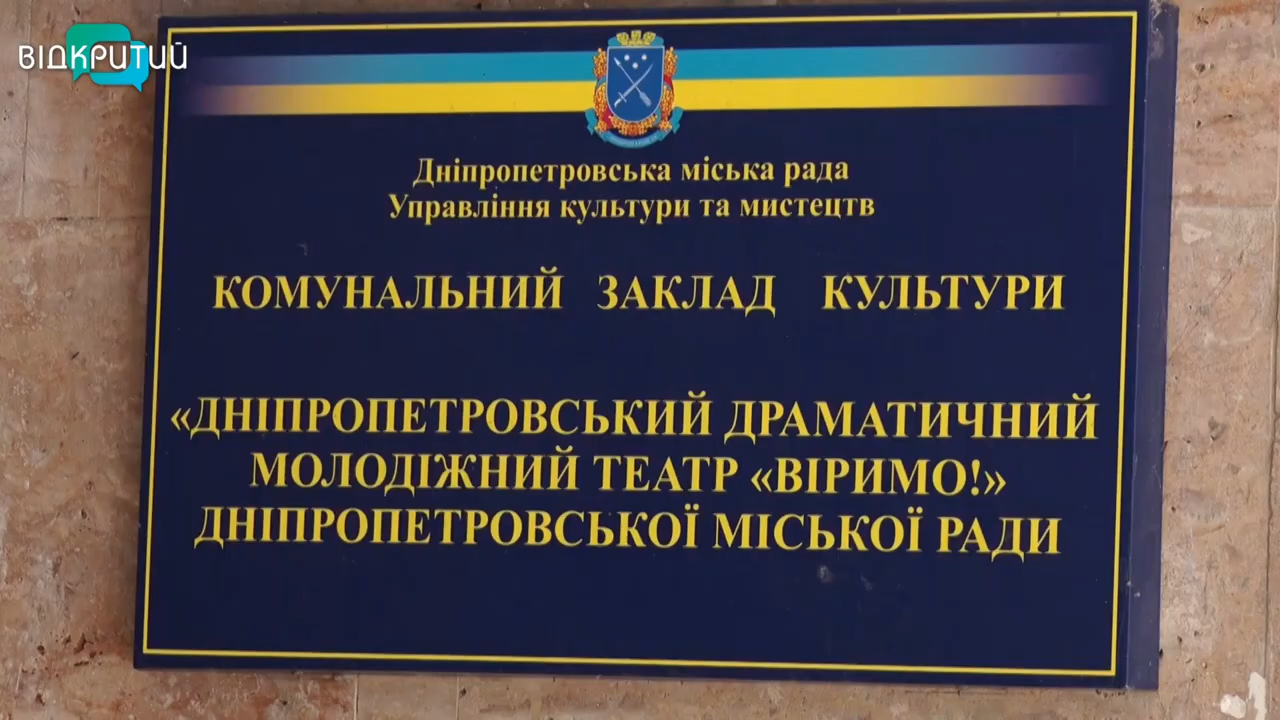 ВІДКРИТИЙ
Дніпропетровська міська рада
Управління культури та мистецтв
КОМУНАЛЬНИЙ ЗАКЛАД КУЛЬТУРИ
«ДНІПРОПЕТРОВСЬКИЙ ДРАМАТИЧНИЙ
МОЛОДІЖНИЙ ТЕАТР «ВІРИМО!»
ДНІПРОПЕТРОВСЬКОЇ МІСЬКОЇ РАДИ